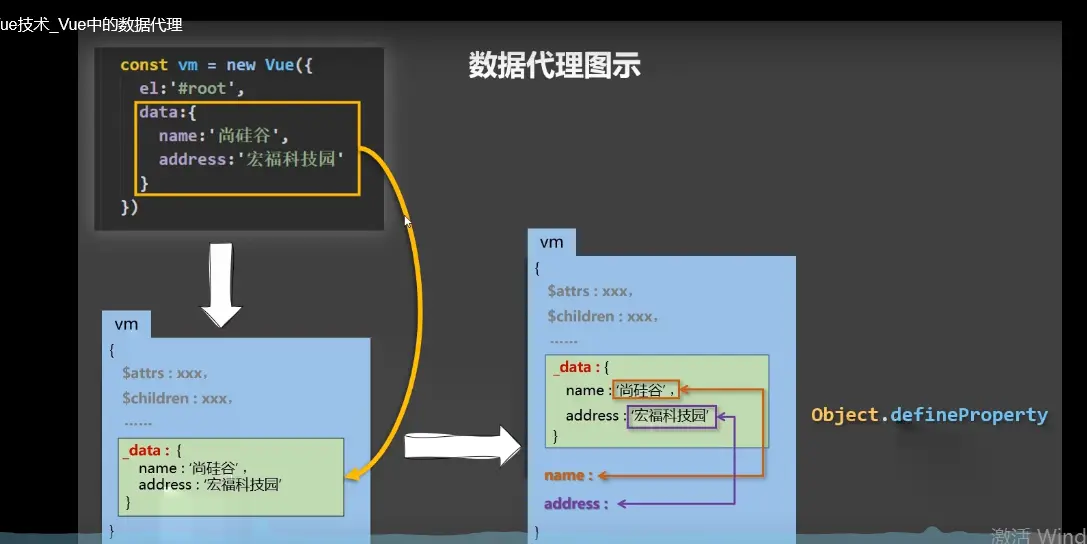 ue技术_Vue中的数据代理
数据代理图示
const vm = new Vue({
el:'#root',
data:{
name:'尚硅谷',
address:'宏福科技园'
}
})
vm
{
$attrs : xxx，
$children : xxx，
......
_data : {
name : ‘尚硅谷’ ，
address : ‘宏福科技园’
}
}
vm
{
$attrs : xxx，
$children : xxx，
......
_data : {
name : ‘尚硅谷’ ，
address : ‘宏福科技园’
}
name :
address :
}
Object.defineProperty
激活 Wind